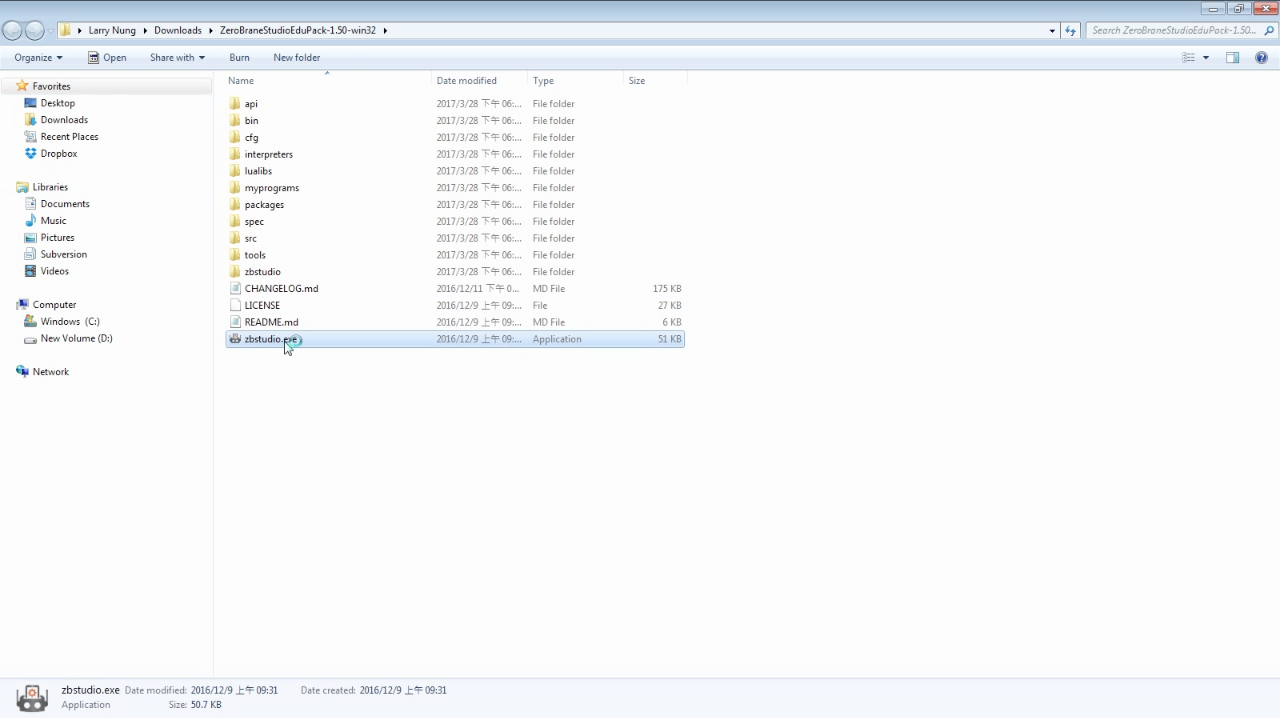 Larry Nung Downloads ZeroBraneStudioEduPack-1.50-win32
Search ZeroBraneStudioEduPack-1.50...
Organize Open Share with Burn New folder
Name Date modified Type Size
Favorites
Desktop
Downloads
Recent Places
Dropbox
Libraries
Documents
Music
Pictures
Subversion
Videos
Computer
Windows (C:)
New Volume (D:)
Network
api 2017/3/28 下午 06:... File folder
bin 2017/3/28 下午 06:... File folder
cfg 2017/3/28 下午 06:... File folder
interpreters 2017/3/28 下午 06:... File folder
lualibs 2017/3/28 下午 06:... File folder
myprograms 2017/3/28 下午 06:... File folder
packages 2017/3/28 下午 06:... File folder
spec 2017/3/28 下午 06:... File folder
src 2017/3/28 下午 06:... File folder
tools 2017/3/28 下午 06:... File folder
zbstudio 2017/3/28 下午 06:... File folder
CHANGELOG.md 2016/12/11 下午 0... MD File 175 KB
LICENSE 2016/12/9 上午 09:... File 27 KB
README.md 2016/12/9 上午 09:... MD File 6 KB
zbstudio.exe 2016/12/9 上午 09:... Application 51 KB
zbstudio.exe Date modified: 2016/12/9 上午 09:31 Date created: 2016/12/9 上午 09:31
Application Size: 50.7 KB